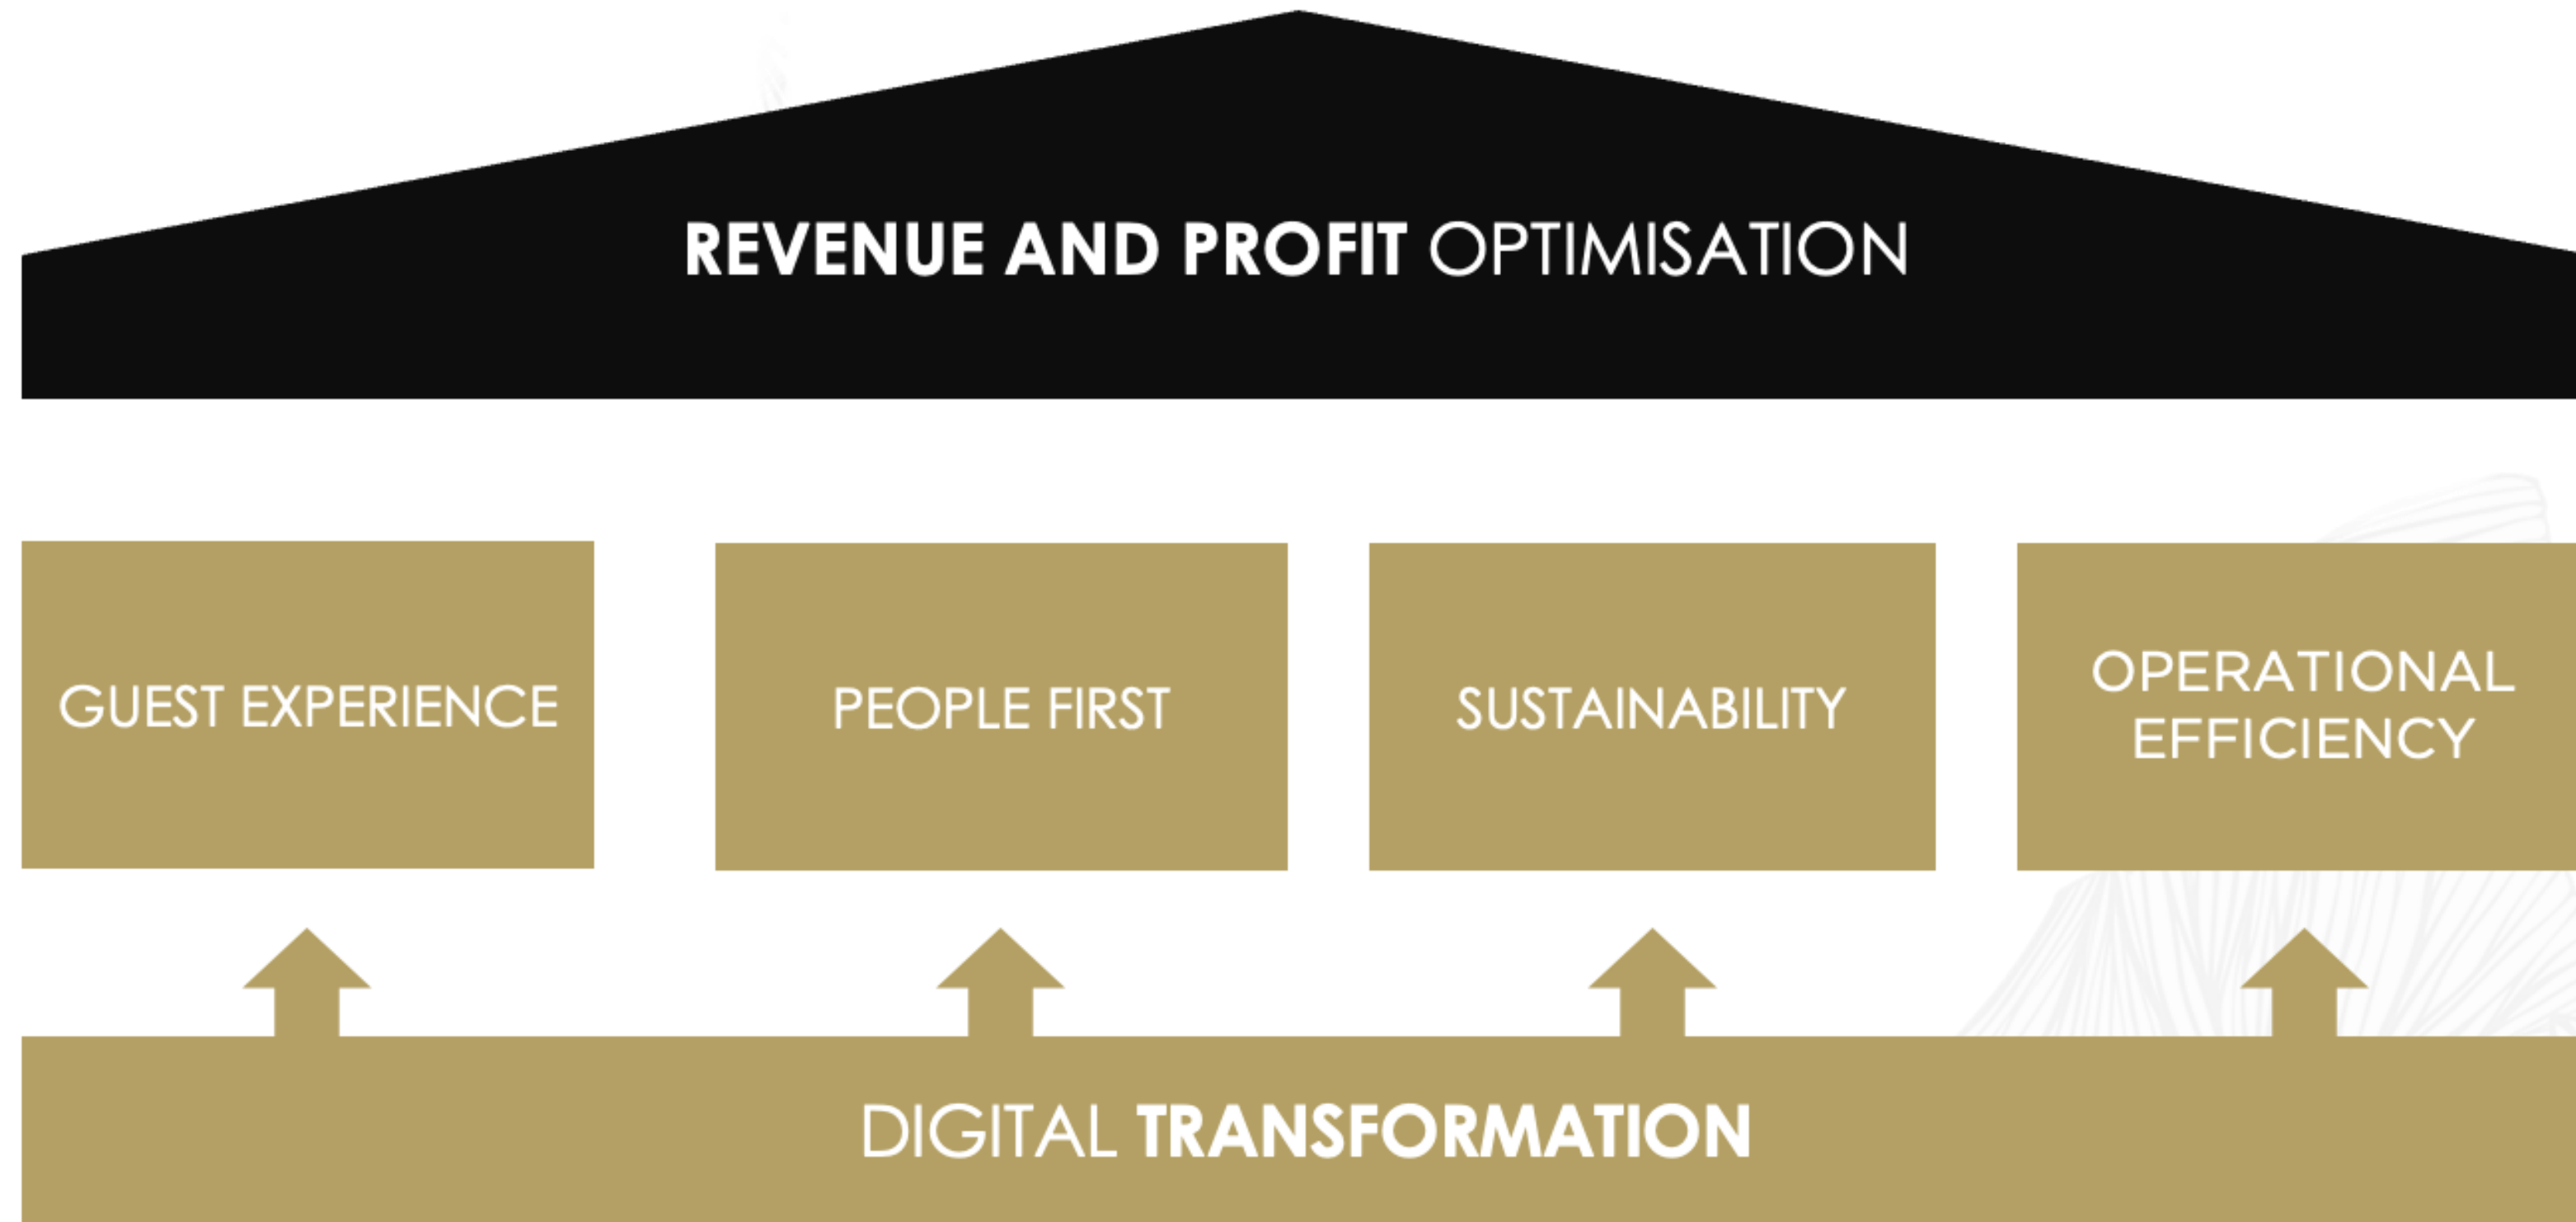 REVENUE AND PROFIT OPTIMISATION
GUEST EXPERIENCE
PEOPLE FIRST
SUSTAINABILITY
OPERATIONAL
EFFICIENCY
DIGITAL TRANSFORMATION